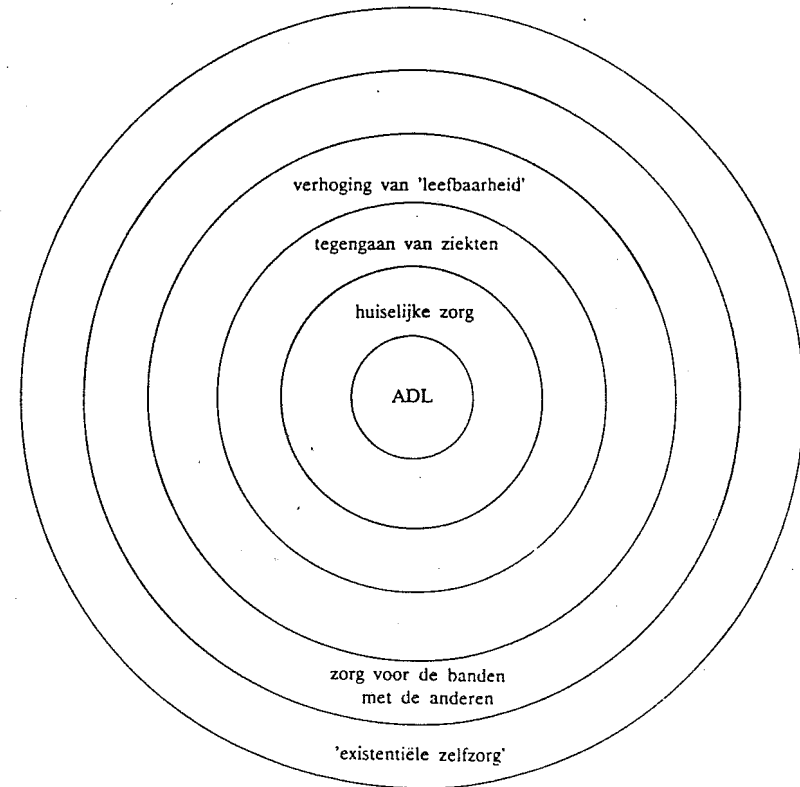 verhoging van 'leefbaarheid'
tegengaan van ziekten
huiselijke zorg
ADL
zorg voor de banden
met de anderen
'existentiële zelfzorg'